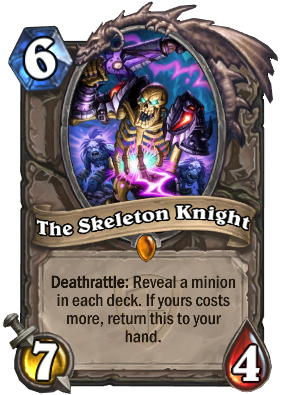 6
The Skeleton Knight
Deathrattle: Reveal a minion
in each deck. If yours costs
more, return this to your
hand.
7
4